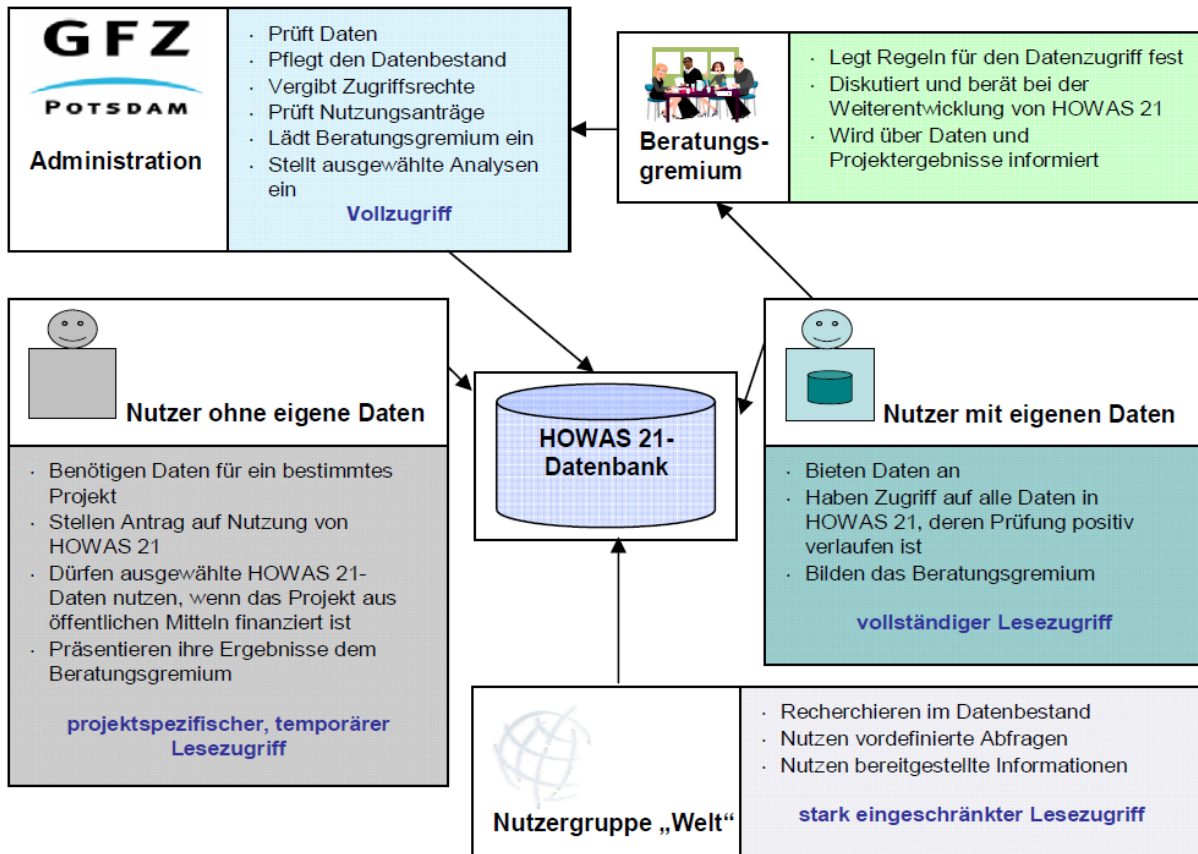 GFZ
POTSDAM
Administration
· Prüft Daten
· Pflegt den Datenbestand
· Vergibt Zugriffsrechte
· Prüft Nutzungsanträge
· Lädt Beratungsgremium ein
· Stellt ausgewählte Analysen
ein
Vollzugriff
Beratungs-
gremium
· Legt Regeln für den Datenzugriff fest
· Diskutiert und berät bei der
Weiterentwicklung von HOWAS 21
· Wird über Daten und
Projektergebnisse informiert
Nutzer ohne eigene Daten
· Benötigen Daten für ein bestimmtes
Projekt
· Stellen Antrag auf Nutzung von
HOWAS 21
· Dürfen ausgewählte HOWAS 21-
Daten nutzen, wenn das Projekt aus
öffentlichen Mitteln finanziert ist
· Präsentieren ihre Ergebnisse dem
Beratungsgremium
projektspezifischer, temporärer
Lesezugriff
HOWAS 21-
Datenbank
Nutzer mit eigenen Daten
· Bieten Daten an
· Haben Zugriff auf alle Daten in
HOWAS 21, deren Prüfung positiv
verlaufen ist
· Bilden das Beratungsgremium
vollständiger Lesezugriff
Nutzergruppe „Welt“
· Recherchieren im Datenbestand
· Nutzen vordefinierte Abfragen
· Nutzen bereitgestellte Informationen
stark eingeschränkter Lesezugriff